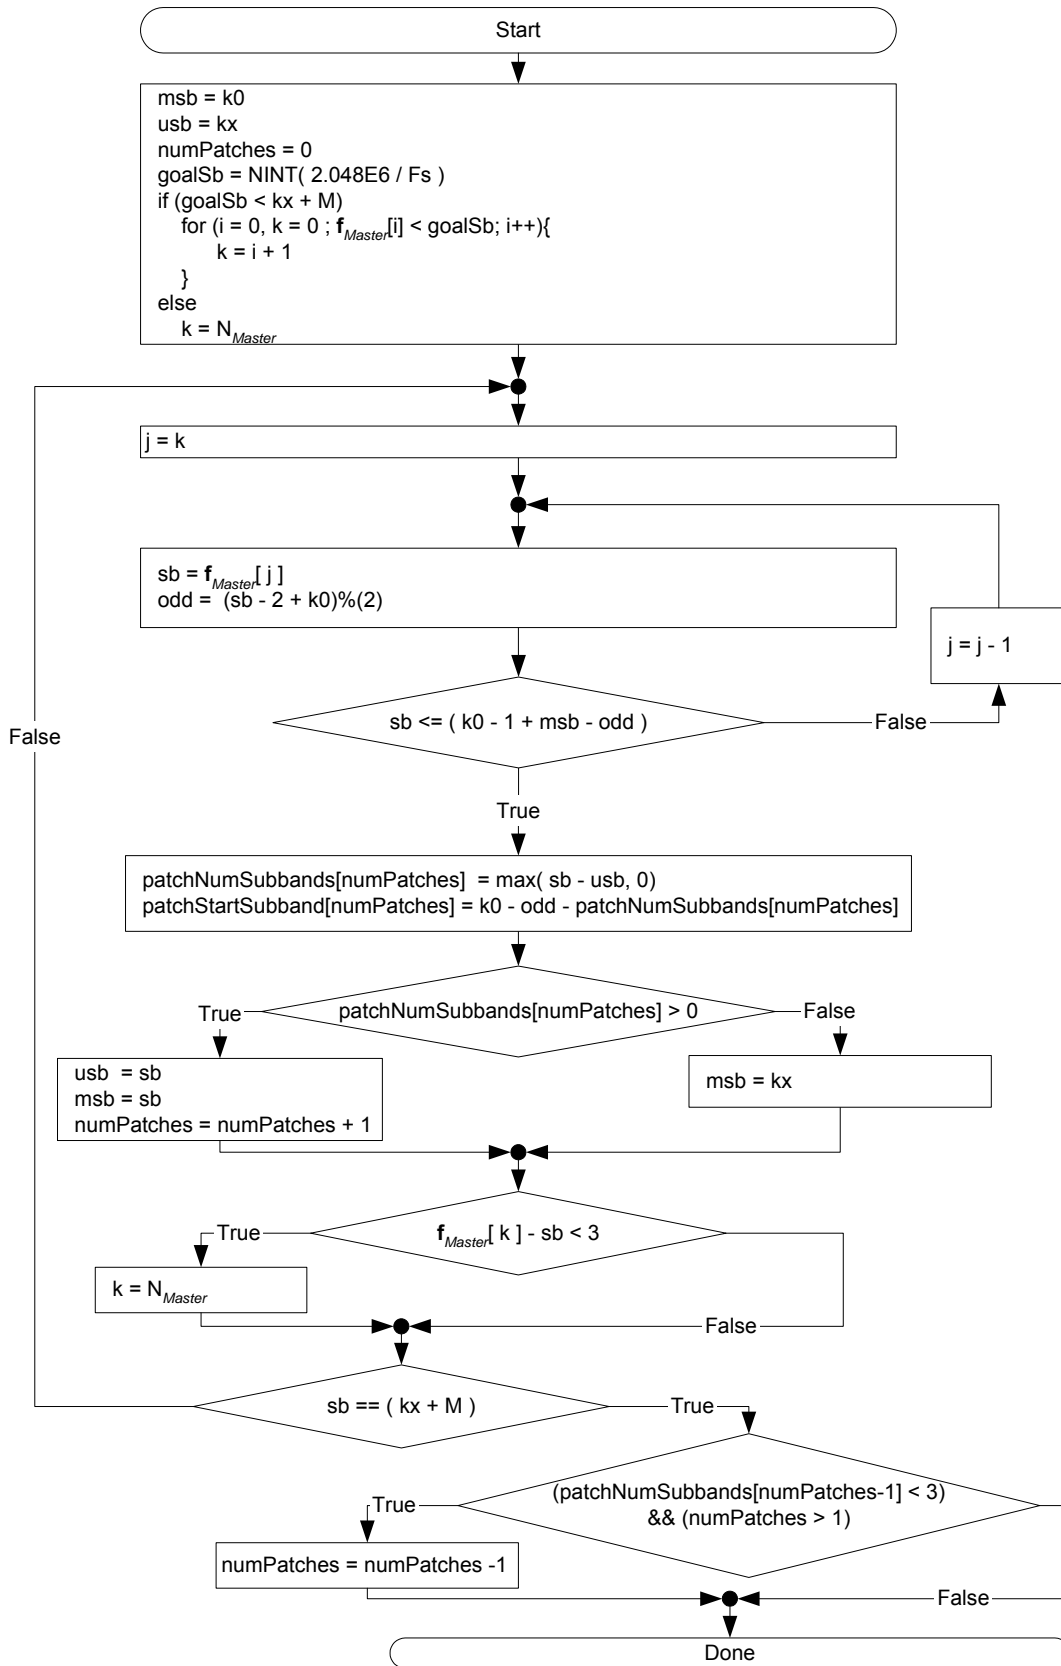 Start
msb = k0
usb = kx
numPatches = 0
goalSb = NINT( 2.048E6 / Fs )
if (goalSb < kx + M)
for (i = 0, k = 0 ; fMaster[i] < goalSb; i++){
k = i + 1
}
else
k = NMaster
j = k
sb = fMaster[ j ]
odd = (sb - 2 + k0)%(2)
j = j - 1
sb <= ( k0 - 1 + msb - odd )
False
False
True
patchNumSubbands[numPatches] = max( sb - usb, 0)
patchStartSubband[numPatches] = k0 - odd - patchNumSubbands[numPatches]
patchNumSubbands[numPatches] > 0
True
False
usb = sb
msb = sb
numPatches = numPatches + 1
msb = kx
fMaster[ k ] - sb < 3
True
k = NMaster
False
sb == ( kx + M )
True
(patchNumSubbands[numPatches-1] < 3)
&& (numPatches > 1)
True
numPatches = numPatches -1
False
Done